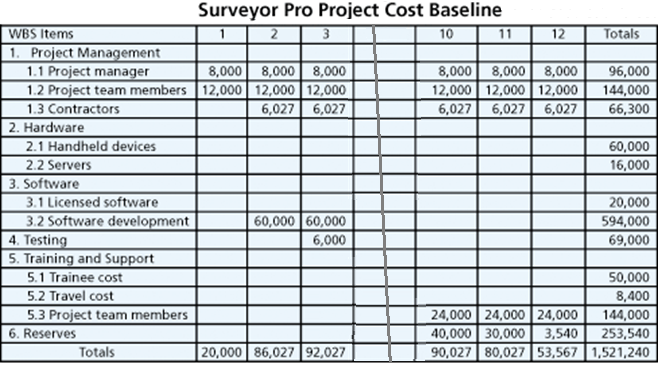 Surveyor Pro Project Cost Baseline
WBS Items 1 2 3 10 11 12 Totals
1. Project Management
1.1 Project manager 8,000 8,000 8,000 8,000 8,000 8,000 96,000
1.2 Project team members 12,000 12,000 12,000 12,000 12,000 12,000 144,000
1.3 Contractors 6,027 6,027 6,027 6,027 6,027 66,300
2. Hardware
2.1 Handheld devices 60,000
2.2 Servers 16,000
3. Software
3.1 Licensed software 20,000
3.2 Software development 60,000 60,000 594,000
4. Testing 6,000 69,000
5. Training and Support
5.1 Trainee cost 50,000
5.2 Travel cost 8,400
5.3 Project team members 24,000 24,000 24,000 144,000
6. Reserves 40,000 30,000 3,540 253,540
Totals 20,000 86,027 92,027 90,027 80,027 53,567 1,521,240